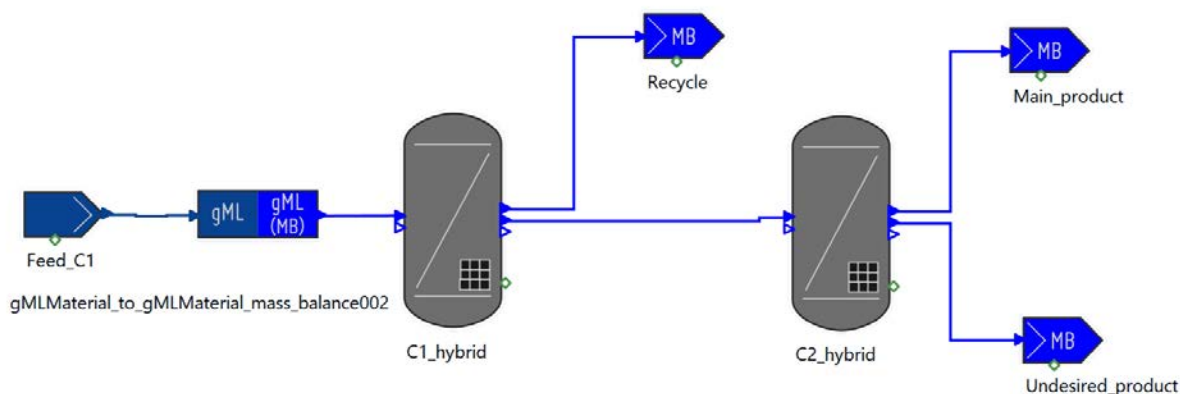 MB
Recycle
MB
Main_product
gML
gML
(MB)
Feed_C1
gMLMaterial_to_gMLMaterial_mass_balance002
C1_hybrid
C2_hybrid
MB
Undesired_product